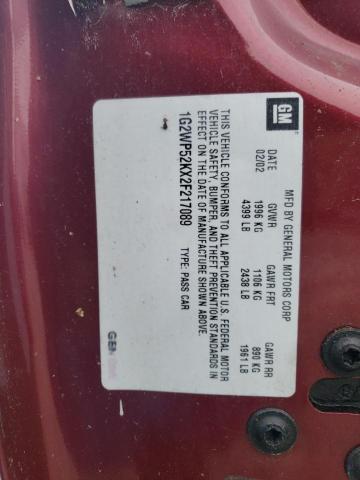 GM
MFD BY GENERAL MOTORS CORP
DATE GVWR GAWR FRT GAWR RR
02/02 1996 KG 1106 KG 890 KG
4399 LB 2438 LB 1961 LB
THIS VEHICLE CONFORMS TO ALL APPLICABLE U.S. FEDERAL MOTOR
VEHICLE SAFETY, BUMPER, AND THEFT PREVENTION STANDARDS IN
EFFECT ON THE DATE OF MANUFACTURE SHOWN ABOVE.
1G2WP52KX2F217089 TYPE: PASS CAR